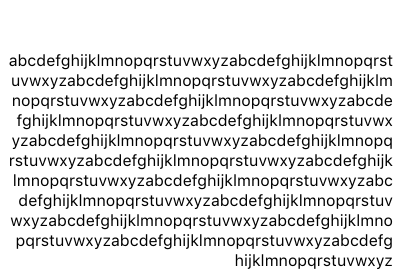 abcdefghijklmnopqrstuvwxyzabcdefghijklmnopqrst
uvwxyzabcdefghijklmnopqrstuvwxyzabcdefghijklm
nopqrstuvwxyzabcdefghijklmnopqrstuvwxyzabcde
fghijklmnopqrstuvwxyzabcdefghijklmnopqrstuvwx
yzabcdefghijklmnopqrstuvwxyzabcdefghijklmnopq
rstuvwxyzabcdefghijklmnopqrstuvwxyzabcdefghijk
lmnopqrstuvwxyzabcdefghijklmnopqrstuvwxyzabc
defghijklmnopqrstuvwxyzabcdefghijklmnopqrstuv
wxyzabcdefghijklmnopqrstuvwxyzabcdefghijklmno
pqrstuvwxyzabcdefghijklmnopqrstuvwxyzabcdefg
hijklmnopqrstuvwxyz